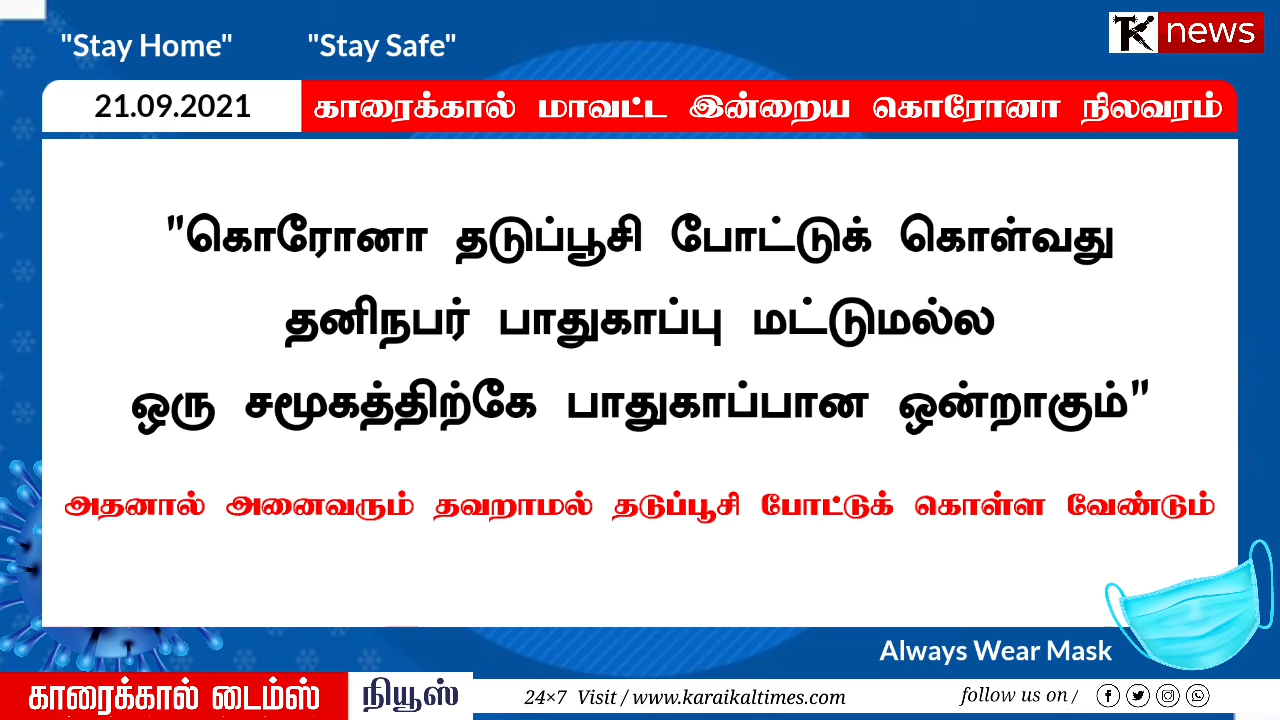 "Stay Home" "Stay Safe"
TK news
21.09.2021 காரைக்கால் மாவட்ட இன்றைய கொரோனா நிலவரம்
"கொரோனா தடுப்பூசி போட்டுக் கொள்வது
தனிநபர் பாதுகாப்பு மட்டுமல்ல
ஒரு சமூகத்திற்கே பாதுகாப்பான ஒன்றாகும்"
அதனால் அனைவரும் தவறாமல் தடுப்பூசி போட்டுக் கொள்ள வேண்டும்
Always Wear Mask
காரைக்கால் டைம்ஸ் நியூஸ் 24×7 Visit / www.karaikaltimes.com follow us on /